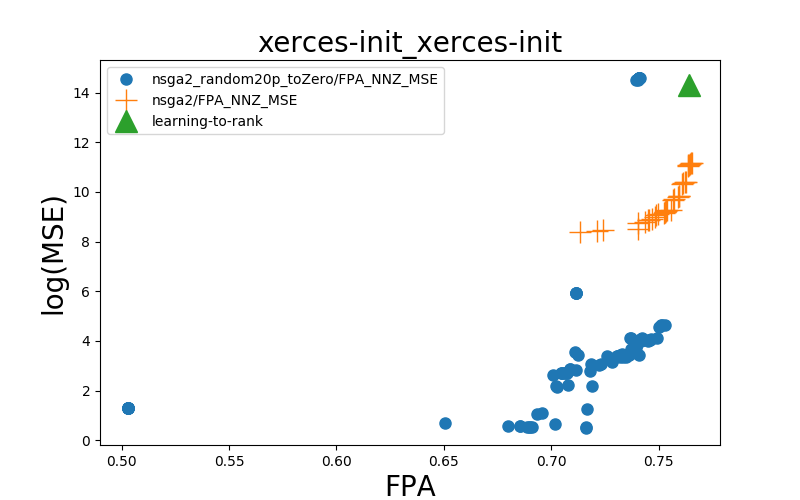 xerces-init_xerces-init
nsga2_random20p_toZero/FPA_NNZ_MSE
nsga2/FPA_NNZ_MSE
learning-to-rank
log(MSE)
14
12
10
8
6
4
2
0
0.50 0.55 0.60 0.65 0.70 0.75
FPA